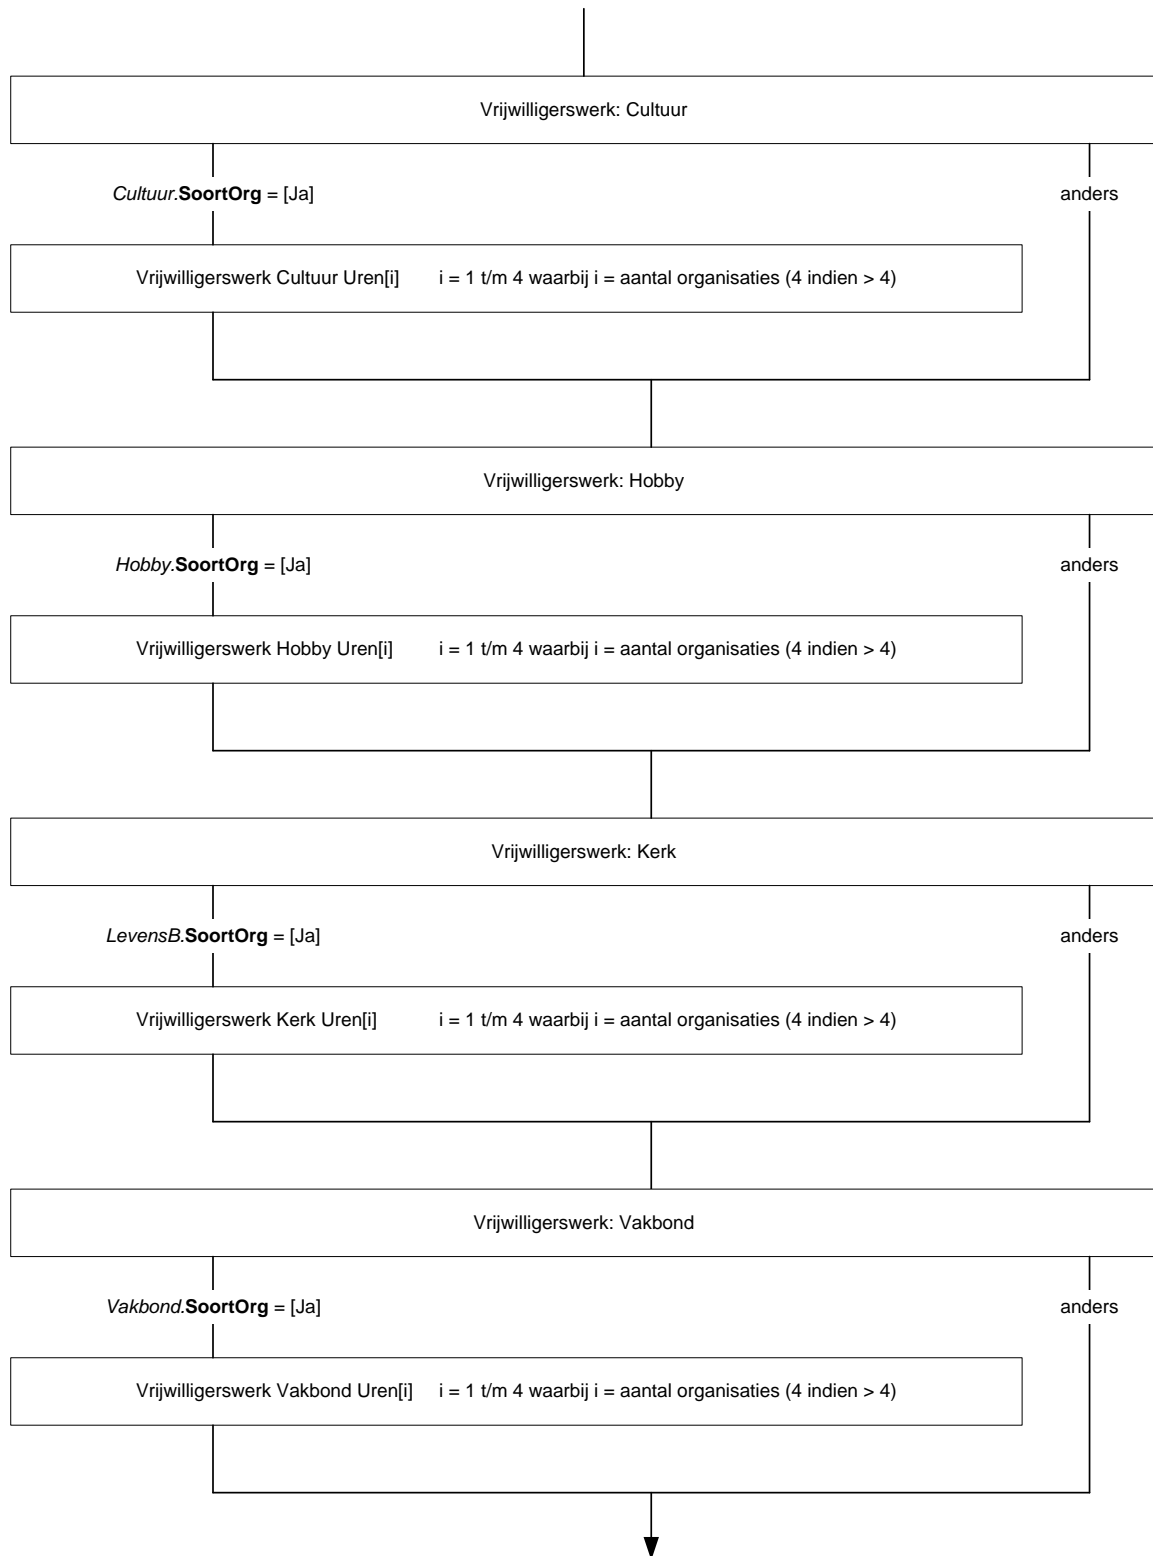 Vrijwilligerswerk: Cultuur
Cultuur.SoortOrg = [Ja] anders
Vrijwilligerswerk Cultuur Uren[i] i = 1 t/m 4 waarbij i = aantal organisaties (4 indien > 4)
Vrijwilligerswerk: Hobby
Hobby.SoortOrg = [Ja] anders
Vrijwilligerswerk Hobby Uren[i] i = 1 t/m 4 waarbij i = aantal organisaties (4 indien > 4)
Vrijwilligerswerk: Kerk
LevensB.SoortOrg = [Ja] anders
Vrijwilligerswerk Kerk Uren[i] i = 1 t/m 4 waarbij i = aantal organisaties (4 indien > 4)
Vrijwilligerswerk: Vakbond
Vakbond.SoortOrg = [Ja] anders
Vrijwilligerswerk Vakbond Uren[i] i = 1 t/m 4 waarbij i = aantal organisaties (4 indien > 4)